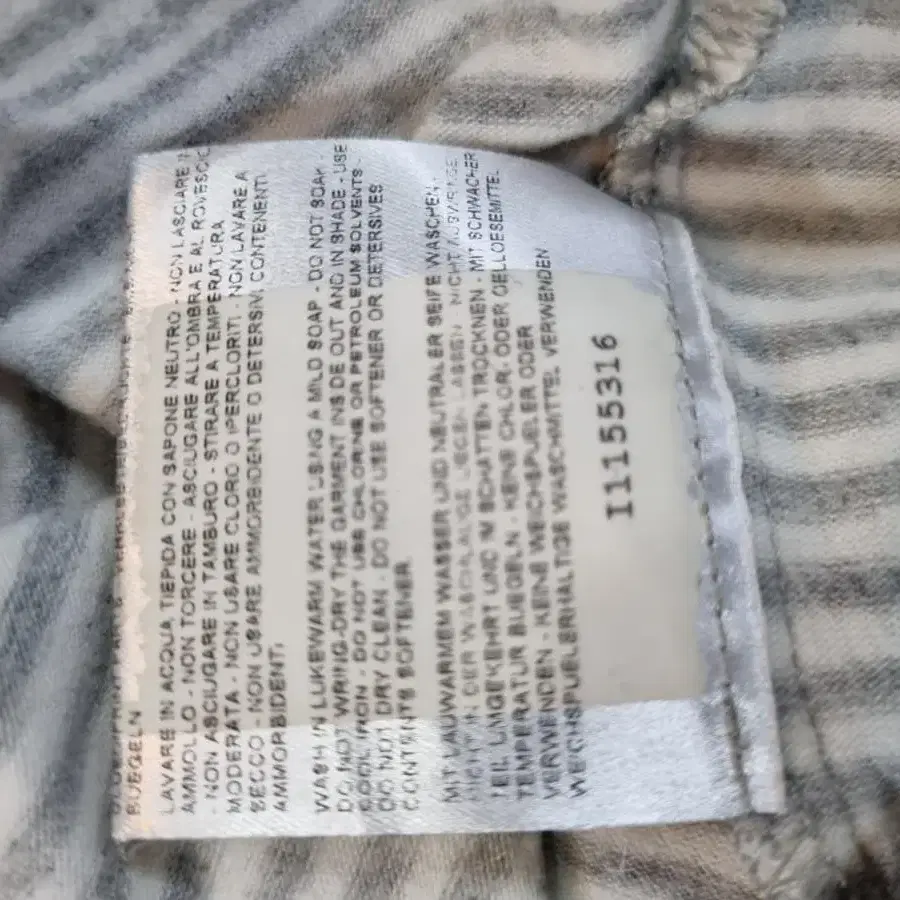 BUEGELN
LAVARE IN ACQUA TIEPIDA CON SAPONE NEUTRO - NON LASCIARE
AMMOLLO - NON TORCERE - ASCIUGARE ALL'OMBRA E AL ROVESCIO
- NON ASCIUGARE IN TAMBURO - STIRARE A TEMPERATURA
MODERATA - NON USARE CLORO O IPERCLORITI - NON LAVARE A
SECCO - NON USARE AMMORBIDENTE O DETERSIVI CONTENENTI
AMMORBIDENTI
WASH IN LUKEWARM WATER USING A MILD SOAP - DO NOT SOAK -
DO NOT WRING-DRY THE GARMENT INSIDE OUT AND IN SHADE - USE
COOL IRON - DO NOT USE CHLORINE OR PETROLEUM SOLVENTS -
DO NOT DRY CLEAN - DO NOT USE SOFTENER OR DETERSIVES
CONTENTS SOFTENER
MIT LAUWARMEM WASSER UND NEUTRALER SEIFE WASCHEN
NICHT IN DER WASCHLAUGE LIEGEN LASSEN - NICHT AUSWRINGEN
UMGEKEHRT UND IM SCHATTEN TROCKNEN - MIT SCHWACHER
TEMPERATUR BUEGELN - KEINE CHLOR- ODER OELLOESEMITTEL
VERWENDEN - KEINE WEICHSPUELER ODER
WEICHSPUELERHALTIGE WASCHMITTEL VERWENDEN
I1155316